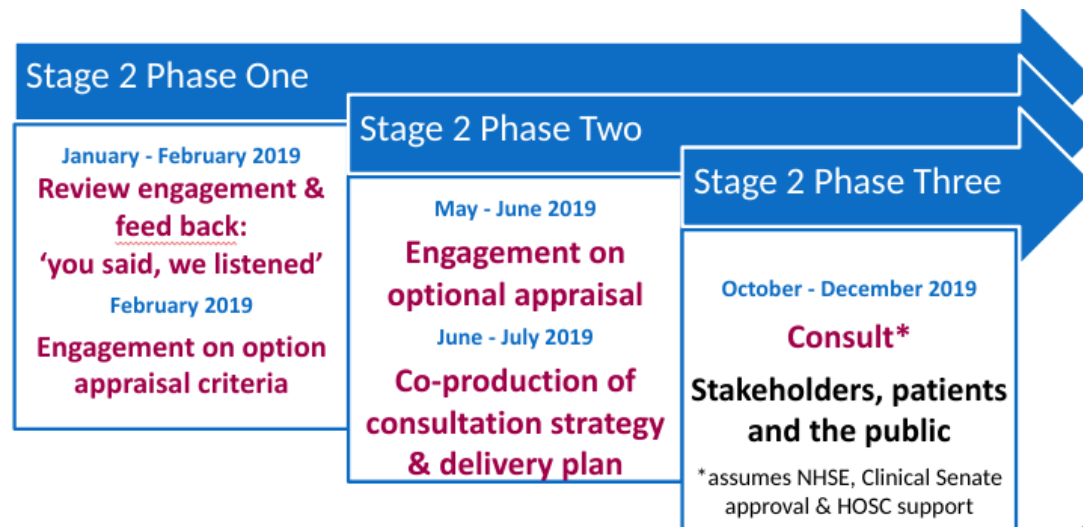 Stage 2 Phase One
January - February 2019
Review engagement &
feed back:
‘you said, we listened’
February 2019
Engagement on option
appraisal criteria
Stage 2 Phase Two
May - June 2019
Engagement on
optional appraisal
June - July 2019
Co-production of
consultation strategy
& delivery plan
Stage 2 Phase Three
October - December 2019
Consult*
Stakeholders, patients
and the public
*assumes NHSE, Clinical Senate
approval & HOSC support